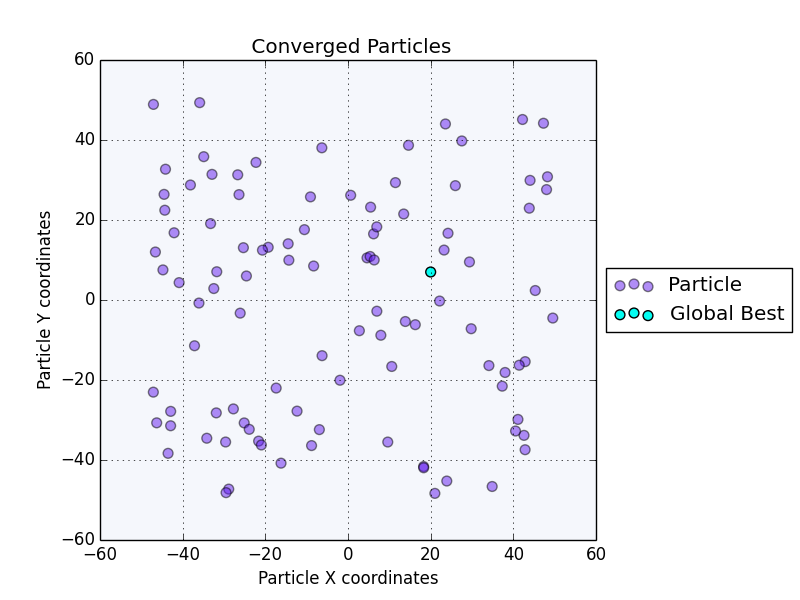 Converged Particles
60
40
20
0
−20
−40
−60
Particle Y coordinates
−60 −40 −20 0 20 40 60
Particle X coordinates
Particle
Global Best